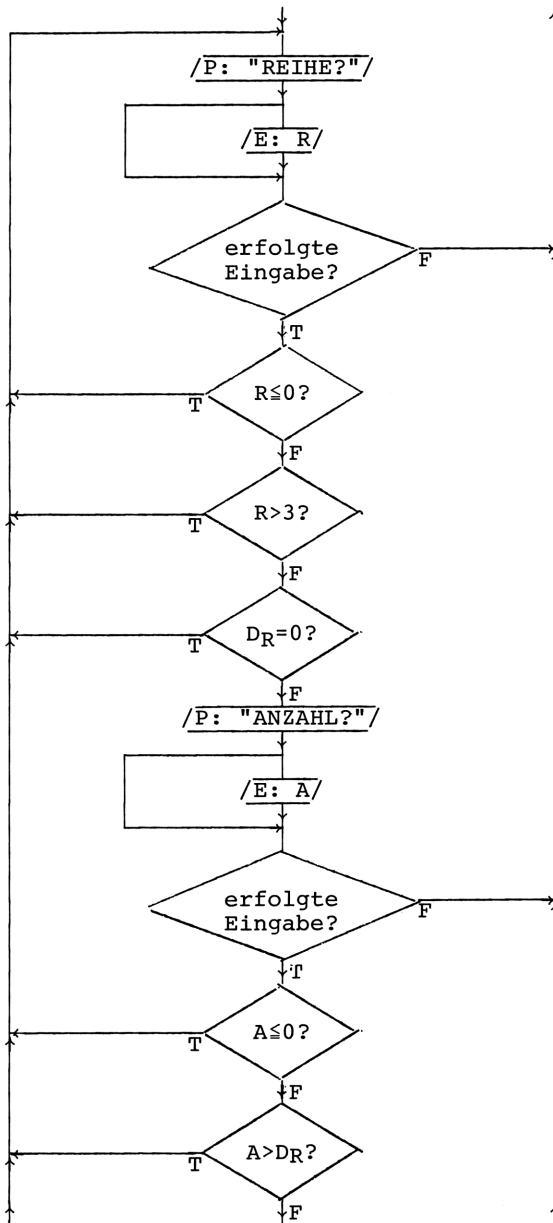 /P: "REIHE?"/
/E: R/
erfolgte
Eingabe?
F
T
R≦0?
T
F
R>3?
T
F
DR=0?
T
F
/P: "ANZAHL?"/
/E: A/
erfolgte
Eingabe?
F
T
A≦0?
T
F
A>DR?
T
F